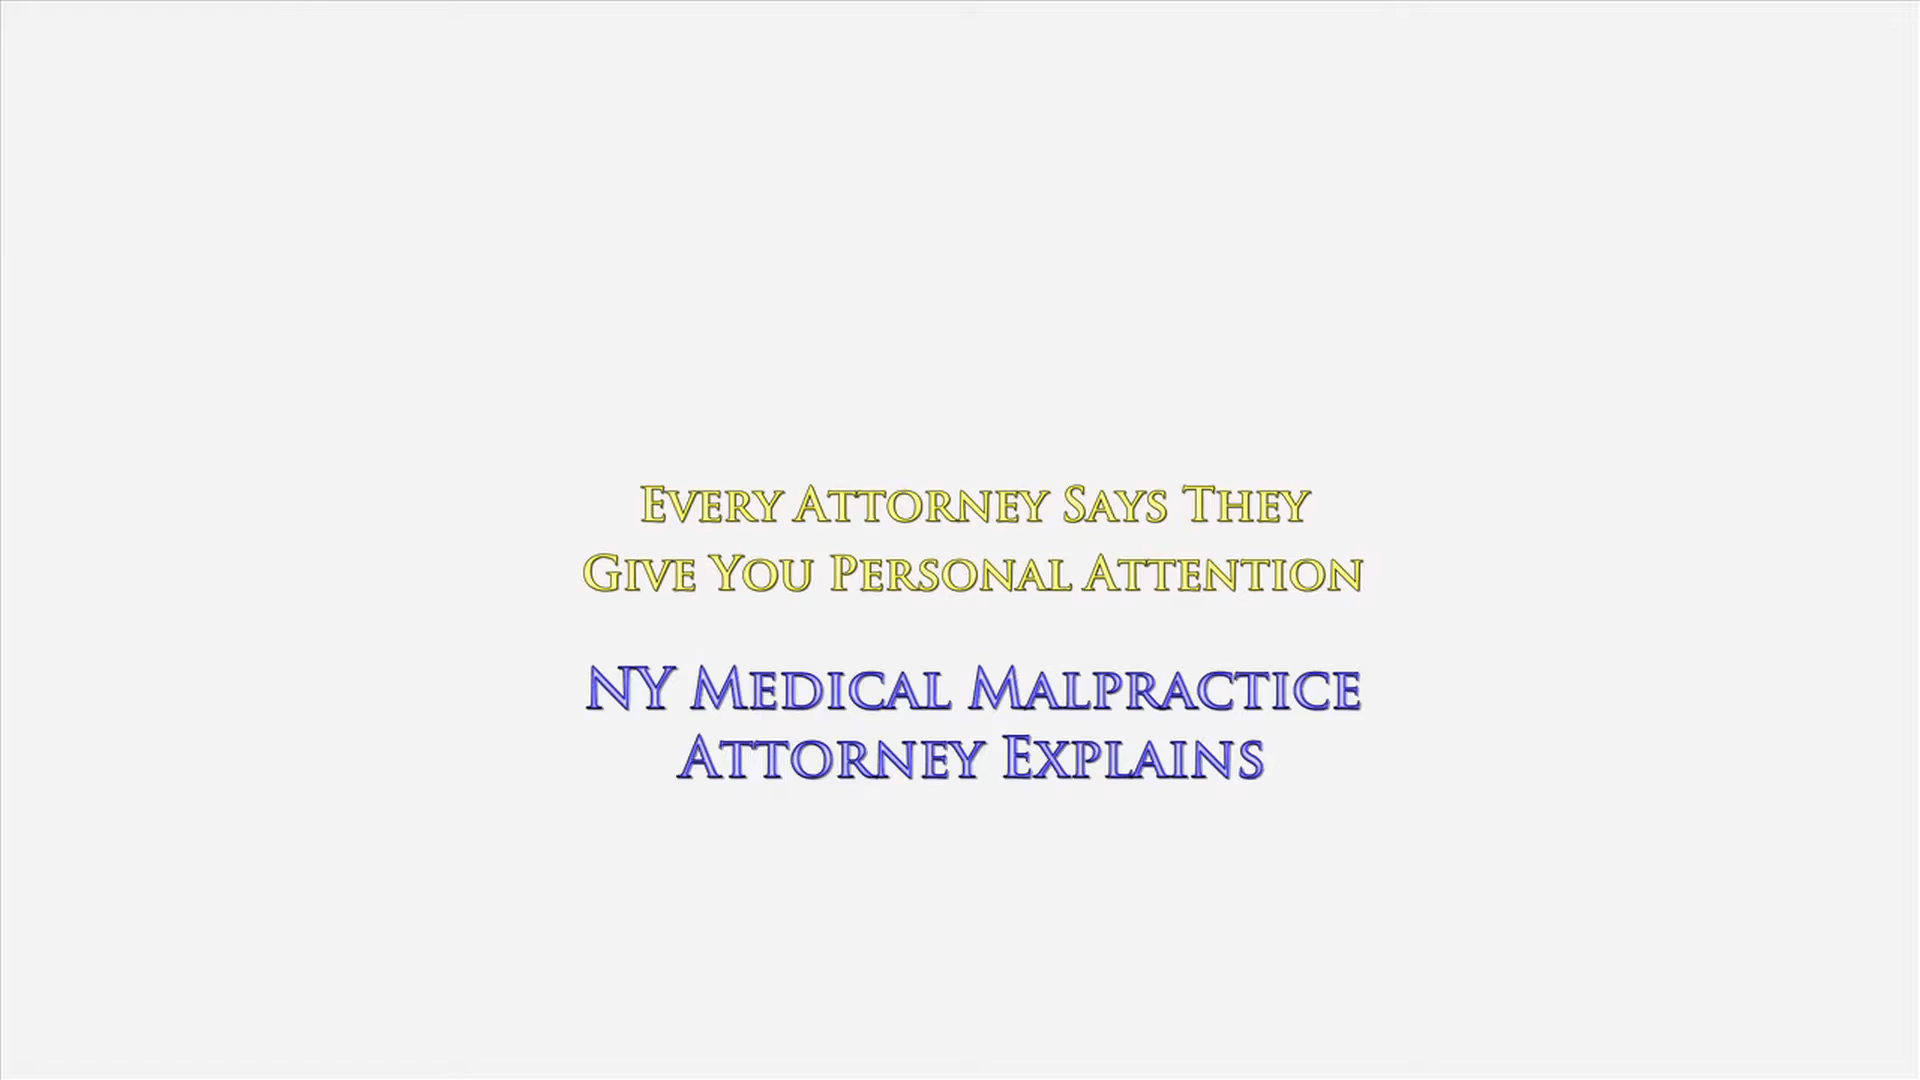 Every Attorney Says They
Give You Personal Attention
NY Medical Malpractice
Attorney Explains